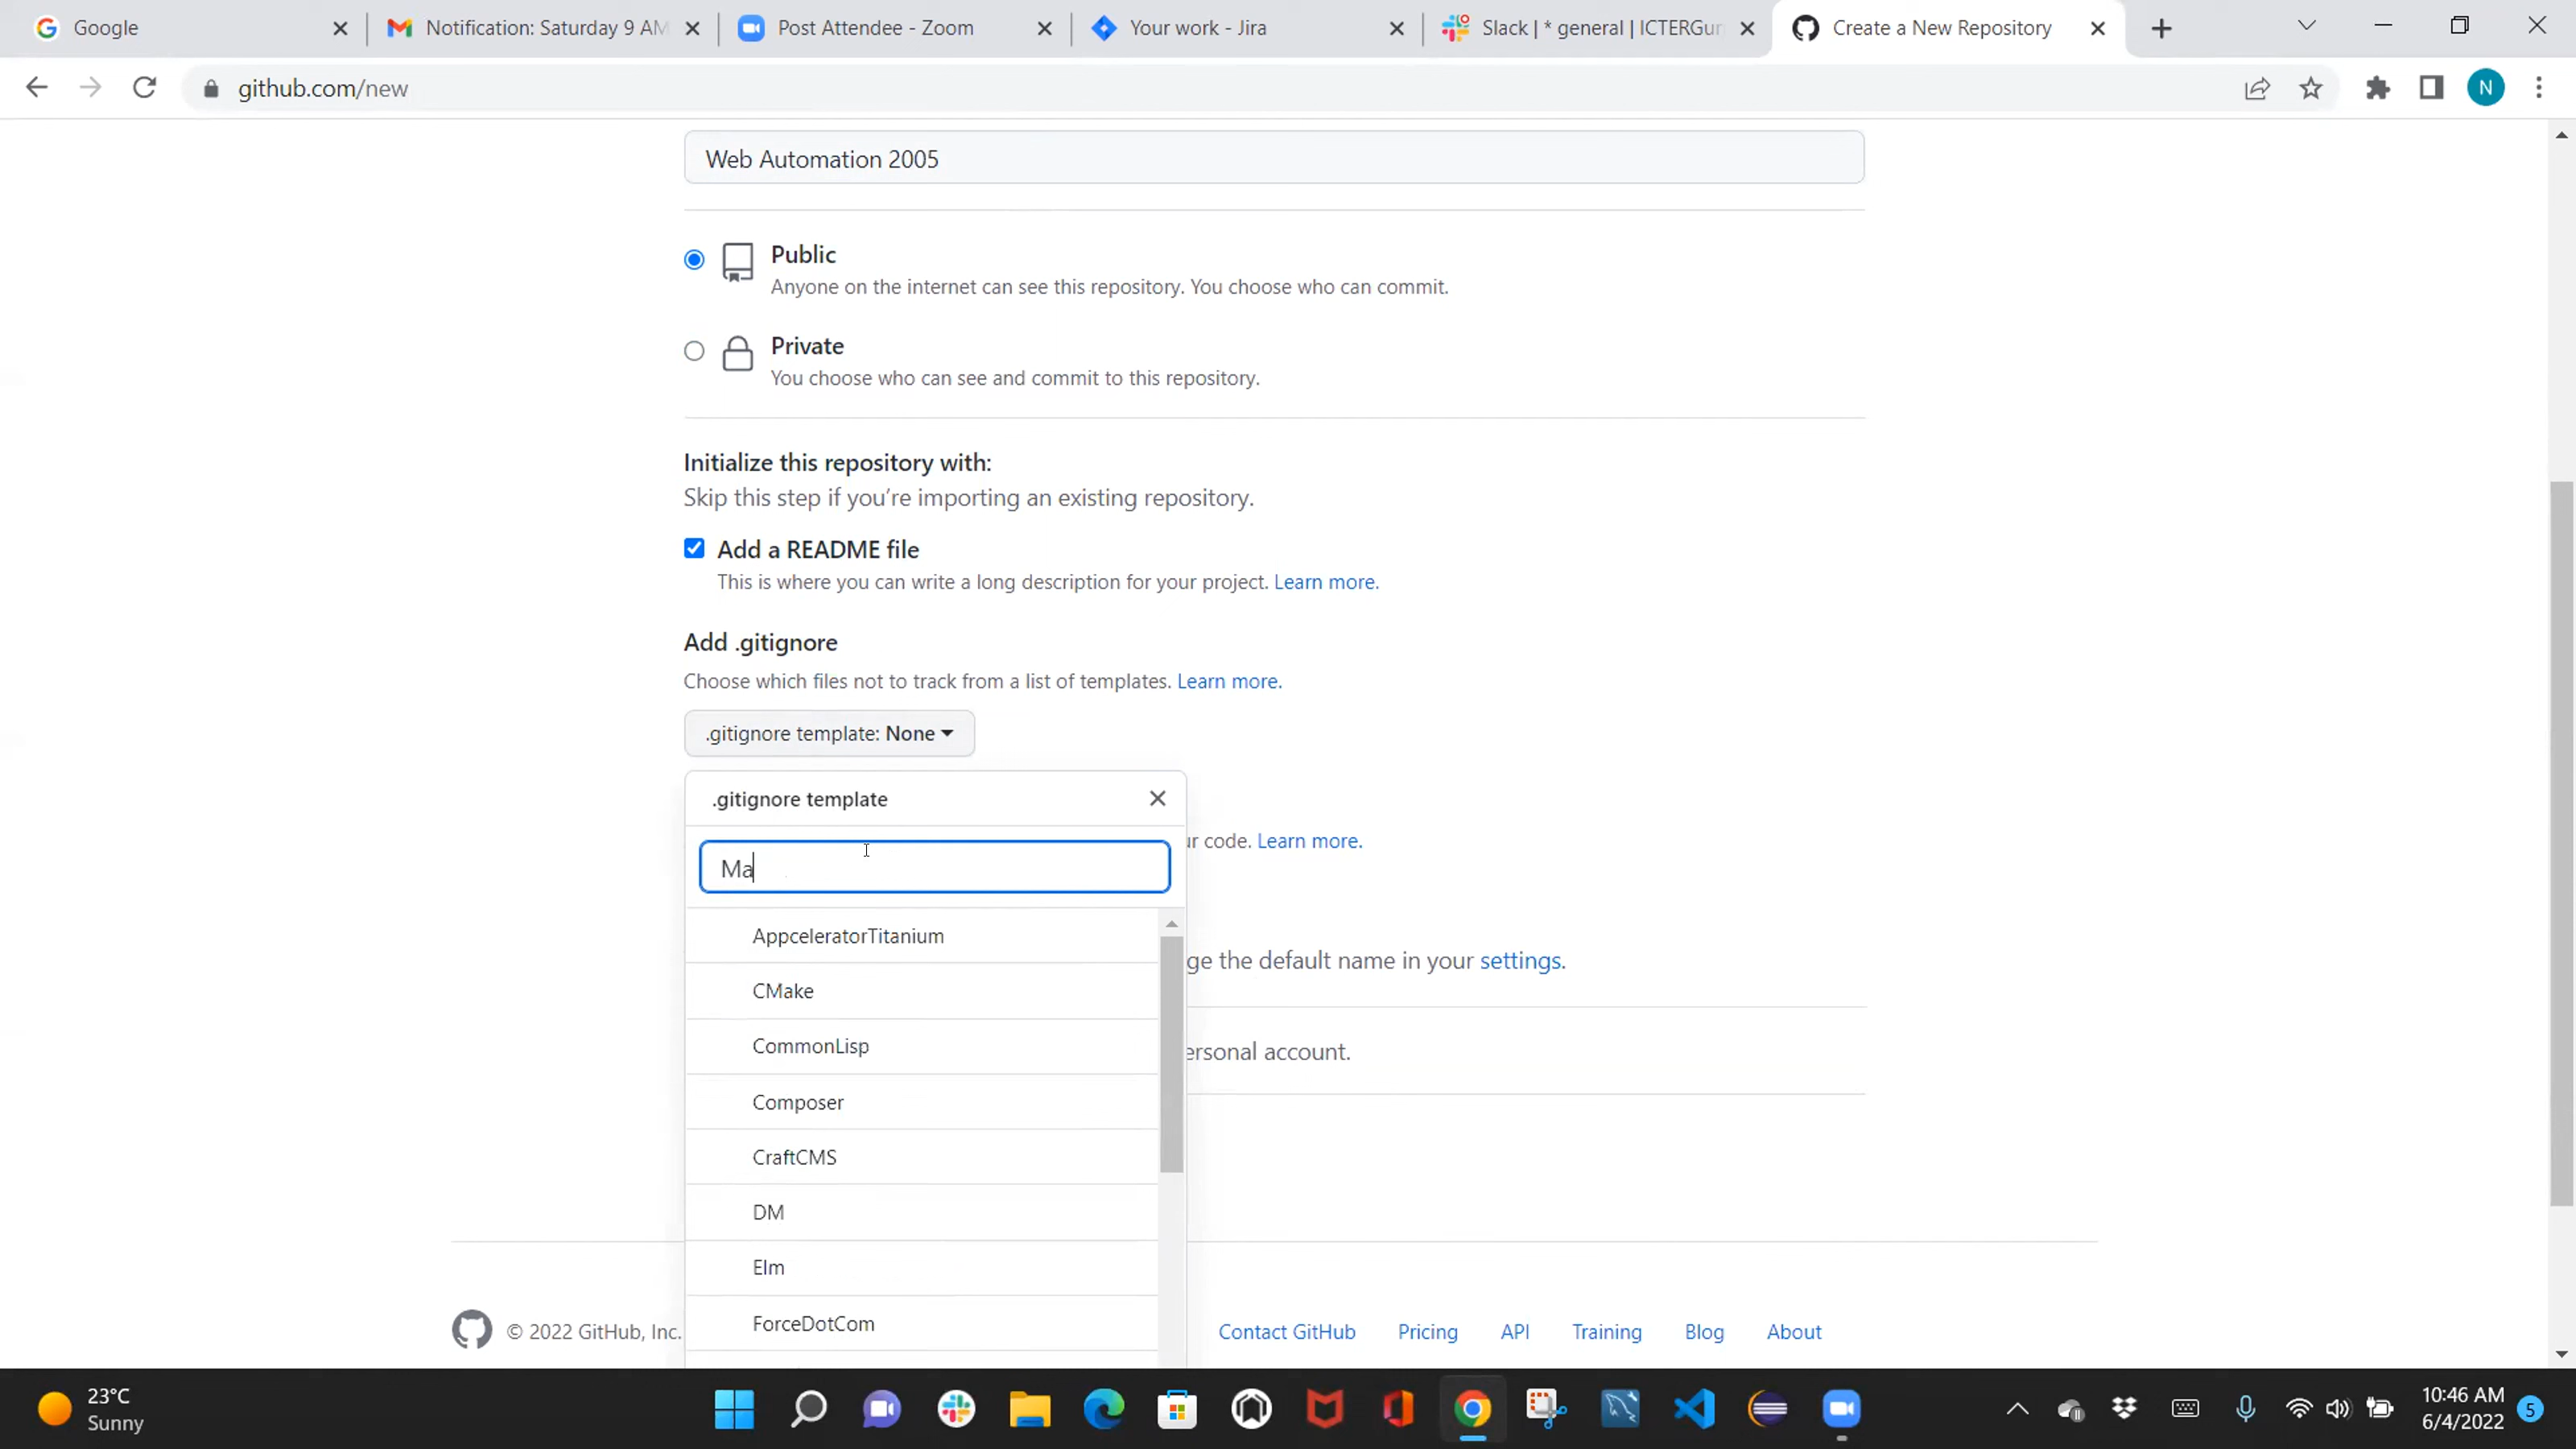 Google
Notification: Saturday 9 AM
Post Attendee - Zoom
Your work - Jira
Slack | * general | ICTERGur
Create a New Repository
github.com/new
N
Web Automation 2005
Public
Anyone on the internet can see this repository. You choose who can commit.
Private
You choose who can see and commit to this repository.
Initialize this repository with:
Skip this step if you're importing an existing repository.
Add a README file
This is where you can write a long description for your project. Learn more.
Add .gitignore
Choose which files not to track from a list of templates. Learn more.
.gitignore template: None
.gitignore template
ur code. Learn more.
Ma
AppceleratorTitanium
ge the default name in your settings.
CMake
CommonLisp
ersonal account.
Composer
CraftCMS
DM
Elm
ForceDotCom
© 2022 GitHub, Inc.
Contact GitHub
Pricing
API
Training
Blog
About
23°C
Sunny
10:46 AM
6/4/2022
5